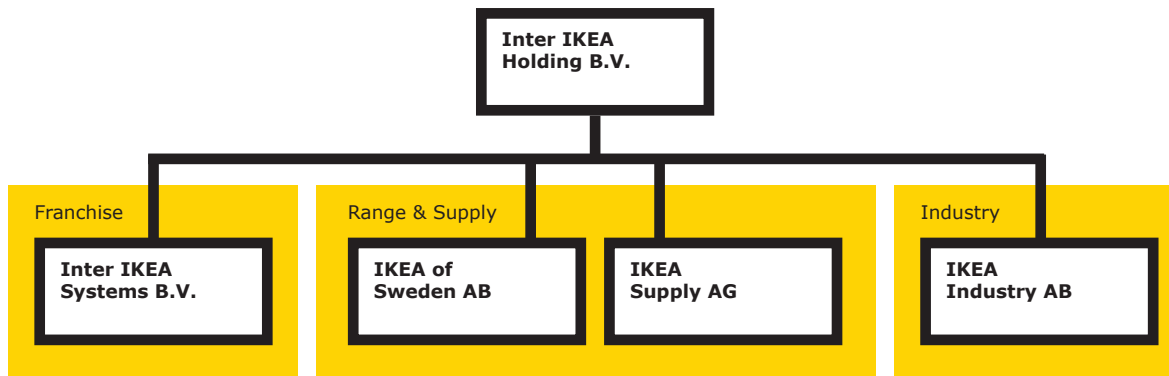 Inter IKEA
Holding B.V.
Franchise
Inter IKEA
Systems B.V.
Range & Supply
IKEA of
Sweden AB
IKEA
Supply AG
Industry
IKEA
Industry AB